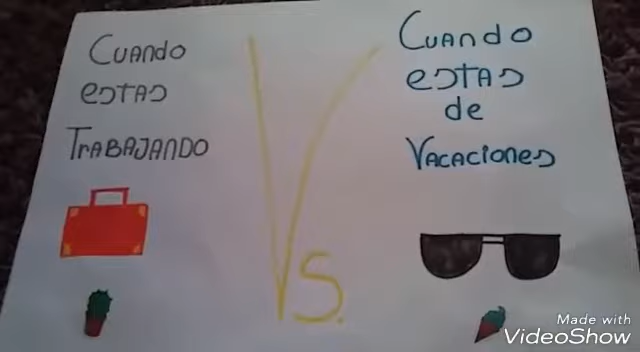 Cuando
estas
Trabajando
Vs.
Cuando
estas
de
Vacaciones
Made with
VideoShow